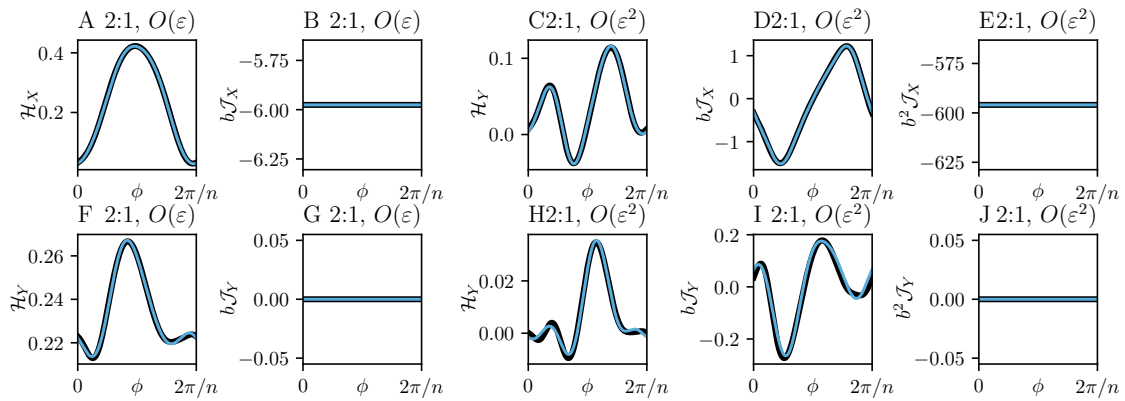 A 2:1, O(ε)
B 2:1, O(ε)
C2:1, O(ε²)
D2:1, O(ε²)
E2:1, O(ε²)
0.4
0.2
ℋ_X
0 ϕ 2π/n
−5.75
−6.00
−6.25
b𝒥_X
0 ϕ 2π/n
0.1
0.0
ℋ_Y
0 ϕ 2π/n
1
0
−1
b𝒥_X
0 ϕ 2π/n
−575
−600
−625
b²𝒥_X
0 ϕ 2π/n
F 2:1, O(ε)
G 2:1, O(ε)
H2:1, O(ε²)
I 2:1, O(ε²)
J 2:1, O(ε²)
0.26
0.24
0.22
ℋ_Y
0 ϕ 2π/n
0.05
0.00
−0.05
b𝒥_Y
0 ϕ 2π/n
0.02
0.00
ℋ_Y
0 ϕ 2π/n
0.2
0.0
−0.2
b𝒥_Y
0 ϕ 2π/n
0.05
0.00
−0.05
b²𝒥_Y
0 ϕ 2π/n